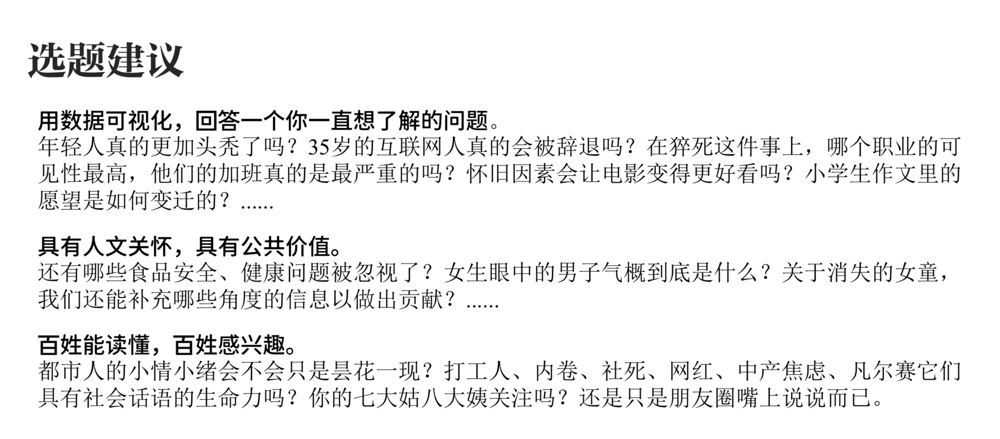 选题建议
用数据可视化，回答一个你一直想了解的问题。
年轻人真的更加头秃了吗？35岁的互联网人真的会被辞退吗？在猝死这件事上，哪个职业的可
见性最高，他们的加班真的是最严重的吗？怀旧因素会让电影变得更好看吗？小学生作文里的
愿望是如何变迁的？......
具有人文关怀，具有公共价值。
还有哪些食品安全、健康问题被忽视了？女生眼中的男子气概到底是什么？关于消失的女童，
我们还能补充哪些角度的信息以做出贡献？......
百姓能读懂，百姓感兴趣。
都市人的小情小绪会不会只是昙花一现？打工人、内卷、社死、网红、中产焦虑、凡尔赛它们
具有社会话语的生命力吗？你的七大姑八大姨关注吗？还是只是朋友圈嘴上说说而已。